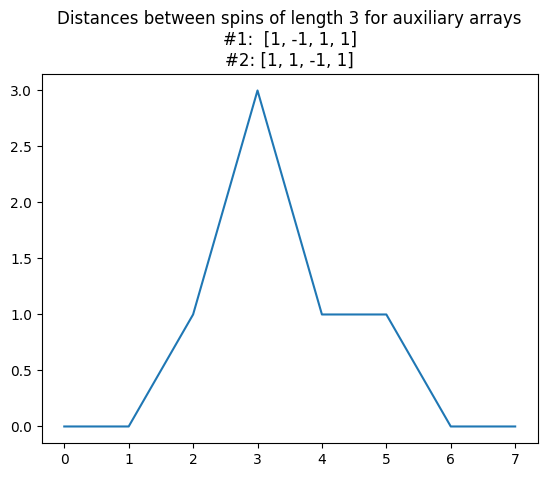 Distances between spins of length 3 for auxiliary arrays
#1:  [1, -1, 1, 1]
#2: [1, 1, -1, 1]
3.0
2.5
2.0
1.5
1.0
0.5
0.0
0 1 2 3 4 5 6 7